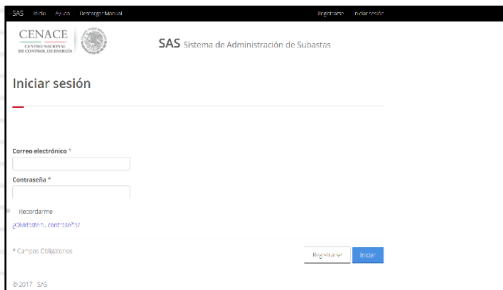 SAS Inicio Ayuda Descargar Manual Registrarse Iniciar sesión
CENACE
CENTRO NACIONAL
DE CONTROL DE ENERGÍA
SAS Sistema de Administración de Subastas
Iniciar sesión
Correo electrónico *
Contraseña *
Recordarme
¿Olvidaste tu contraseña?
* Campos Obligatorios
Registrarse Iniciar
© 2017 - SAS